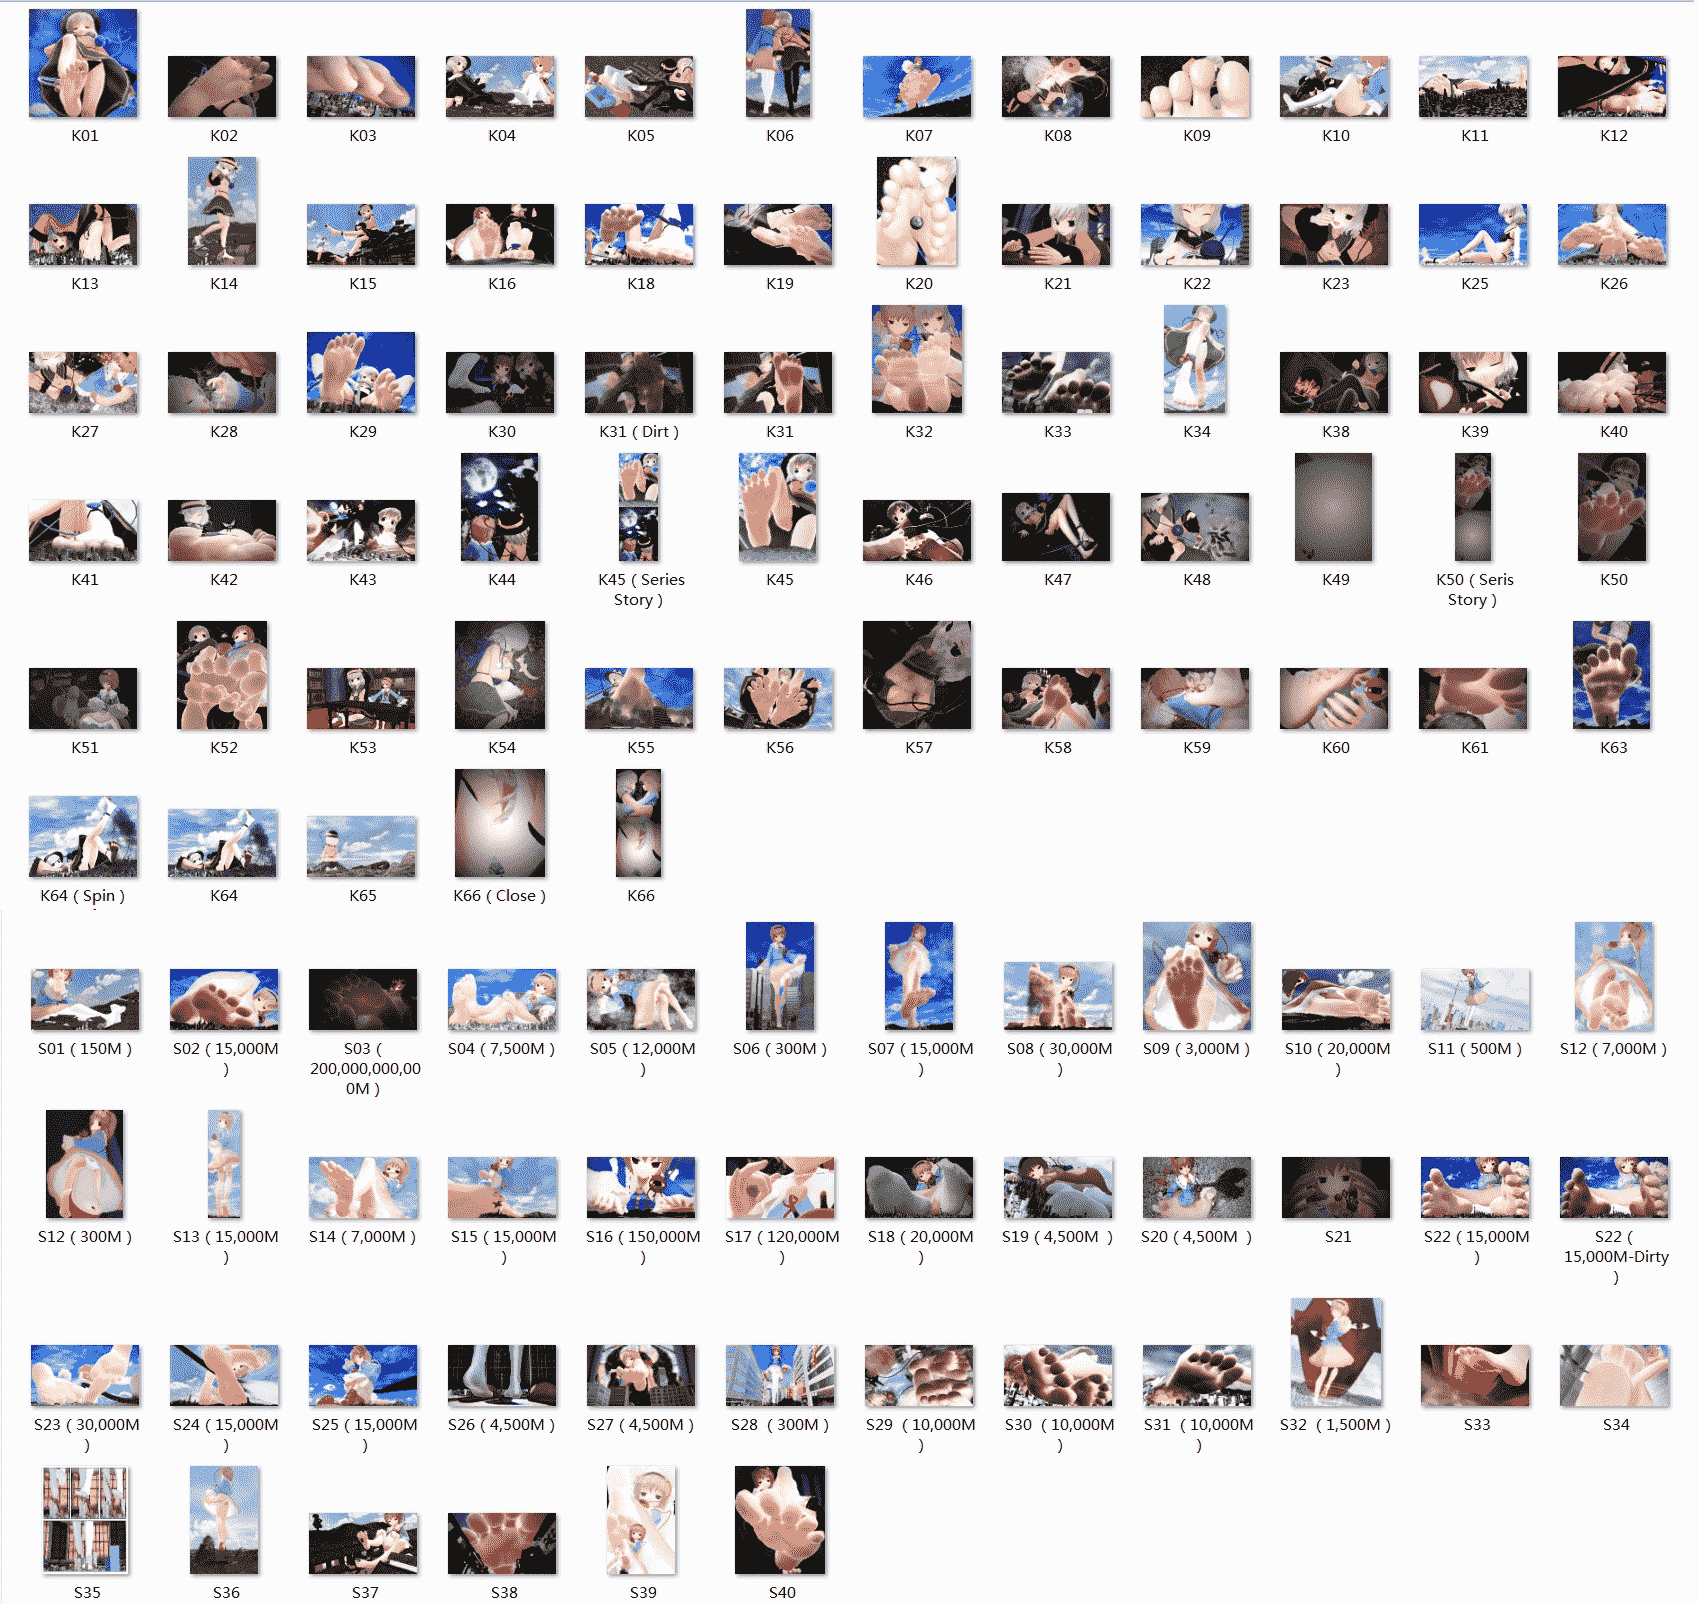 K01 K02 K03 K04 K05 K06 K07 K08 K09 K10 K11 K12
K13 K14 K15 K16 K18 K19 K20 K21 K22 K23 K25 K26
K27 K28 K29 K30 K31 ( Dirt ) K31 K32 K33 K34 K38 K39 K40
K41 K42 K43 K44 K45 ( Series Story ) K45 K46 K47 K48 K49 K50 ( Seris Story ) K50
K51 K52 K53 K54 K55 K56 K57 K58 K59 K60 K61 K63
K64 ( Spin ) K64 K65 K66 ( Close ) K66
S01 ( 150M ) S02 ( 15,000M ) S03 ( 200,000,000,000M ) S04 ( 7,500M ) S05 ( 12,000M ) S06 ( 300M ) S07 ( 15,000M ) S08 ( 30,000M ) S09 ( 3,000M ) S10 ( 20,000M ) S11 ( 500M ) S12 ( 7,000M )
S12 ( 300M ) S13 ( 15,000M ) S14 ( 7,000M ) S15 ( 15,000M ) S16 ( 150,000M ) S17 ( 120,000M ) S18 ( 20,000M ) S19 ( 4,500M ) S20 ( 4,500M ) S21 S22 ( 15,000M ) S22 ( 15,000M-Dirty )
S23 ( 30,000M ) S24 ( 15,000M ) S25 ( 15,000M ) S26 ( 4,500M ) S27 ( 4,500M ) S28 ( 300M ) S29 ( 10,000M ) S30 ( 10,000M ) S31 ( 10,000M ) S32 ( 1,500M ) S33 S34
S35 S36 S37 S38 S39 S40